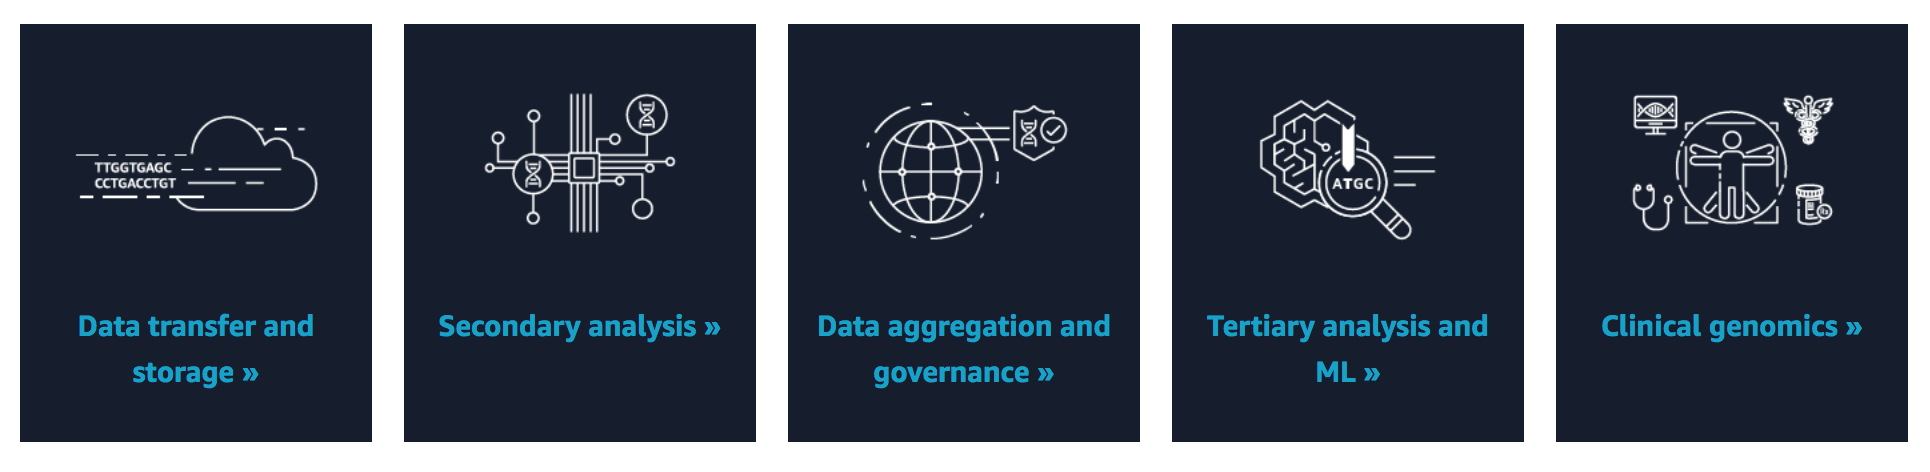 TTGGTGAGC
CCTGACCTGT
Data transfer and
storage »
Secondary analysis »
Data aggregation and
governance »
ATGC
Tertiary analysis and
ML »
Rx
Clinical genomics »